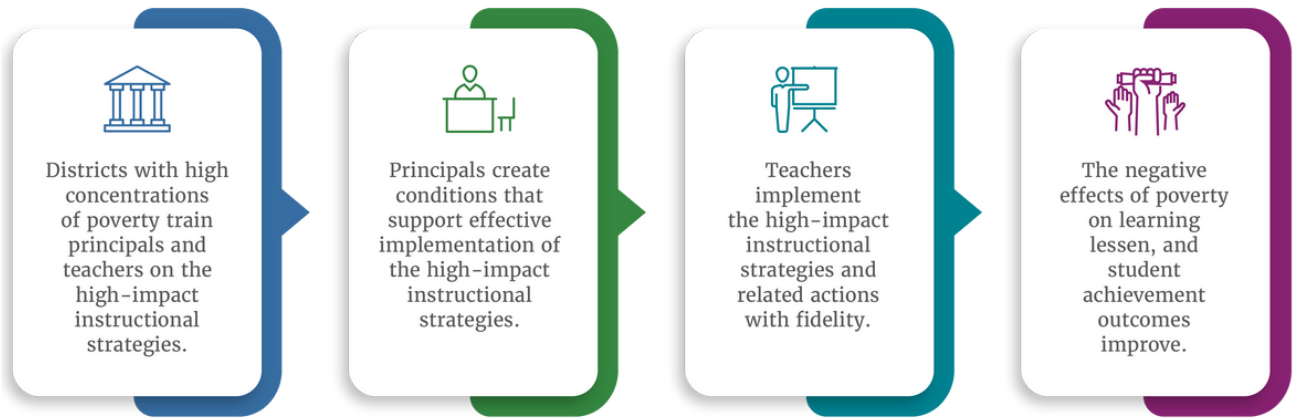 Districts with high
concentrations
of poverty train
principals and
teachers on the
high-impact
instructional
strategies.
Principals create
conditions that
support effective
implementation of
the high-impact
instructional
strategies.
Teachers
implement
the high-impact
instructional
strategies and
related actions
with fidelity.
The negative
effects of poverty
on learning
lessen, and
student
achievement
outcomes
improve.